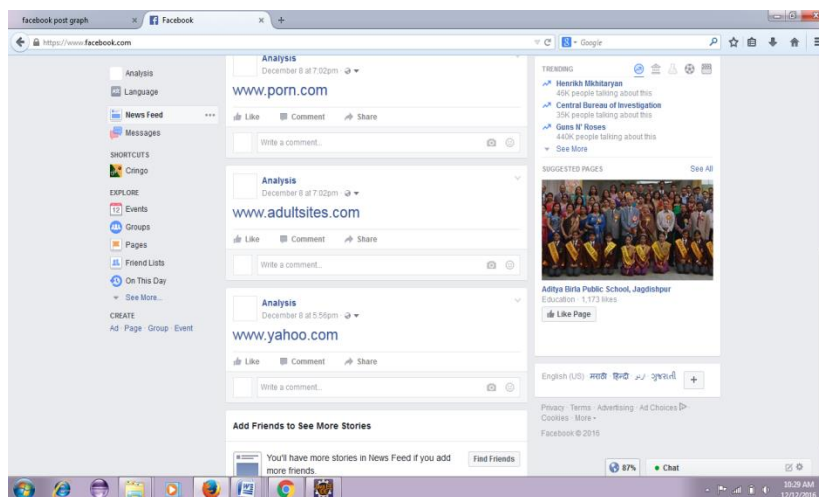 facebook post graph
Facebook
https://www.facebook.com
Google
Analysis
Language
News Feed
Messages
SHORTCUTS
Cringo
EXPLORE
12 Events
Groups
Pages
Friend Lists
On This Day
See More...
CREATE
Ad · Page · Group · Event
Analysis
December 8 at 7:02pm ·
www.porn.com
Like Comment Share
Write a comment...
Analysis
December 8 at 7:02pm ·
www.adultsites.com
Like Comment Share
Write a comment...
Analysis
December 8 at 5:56pm ·
www.yahoo.com
Like Comment Share
Write a comment...
Add Friends to See More Stories
You'll have more stories in News Feed if you add
more friends.
Find Friends
TRENDING
Henrikh Mkhitaryan
46K people talking about this
Central Bureau of Investigation
35K people talking about this
Guns N' Roses
440K people talking about this
See More
SUGGESTED PAGES See All
Aditya Birla Public School, Jagdishpur
Education · 1,173 likes
Like Page
English (US) · मराठी · हिन्दी · اردو · ગુજરાતી
Privacy · Terms · Advertising · Ad Choices
Cookies · More
Facebook © 2016
87%
Chat
10:29 AM
12/12/2016